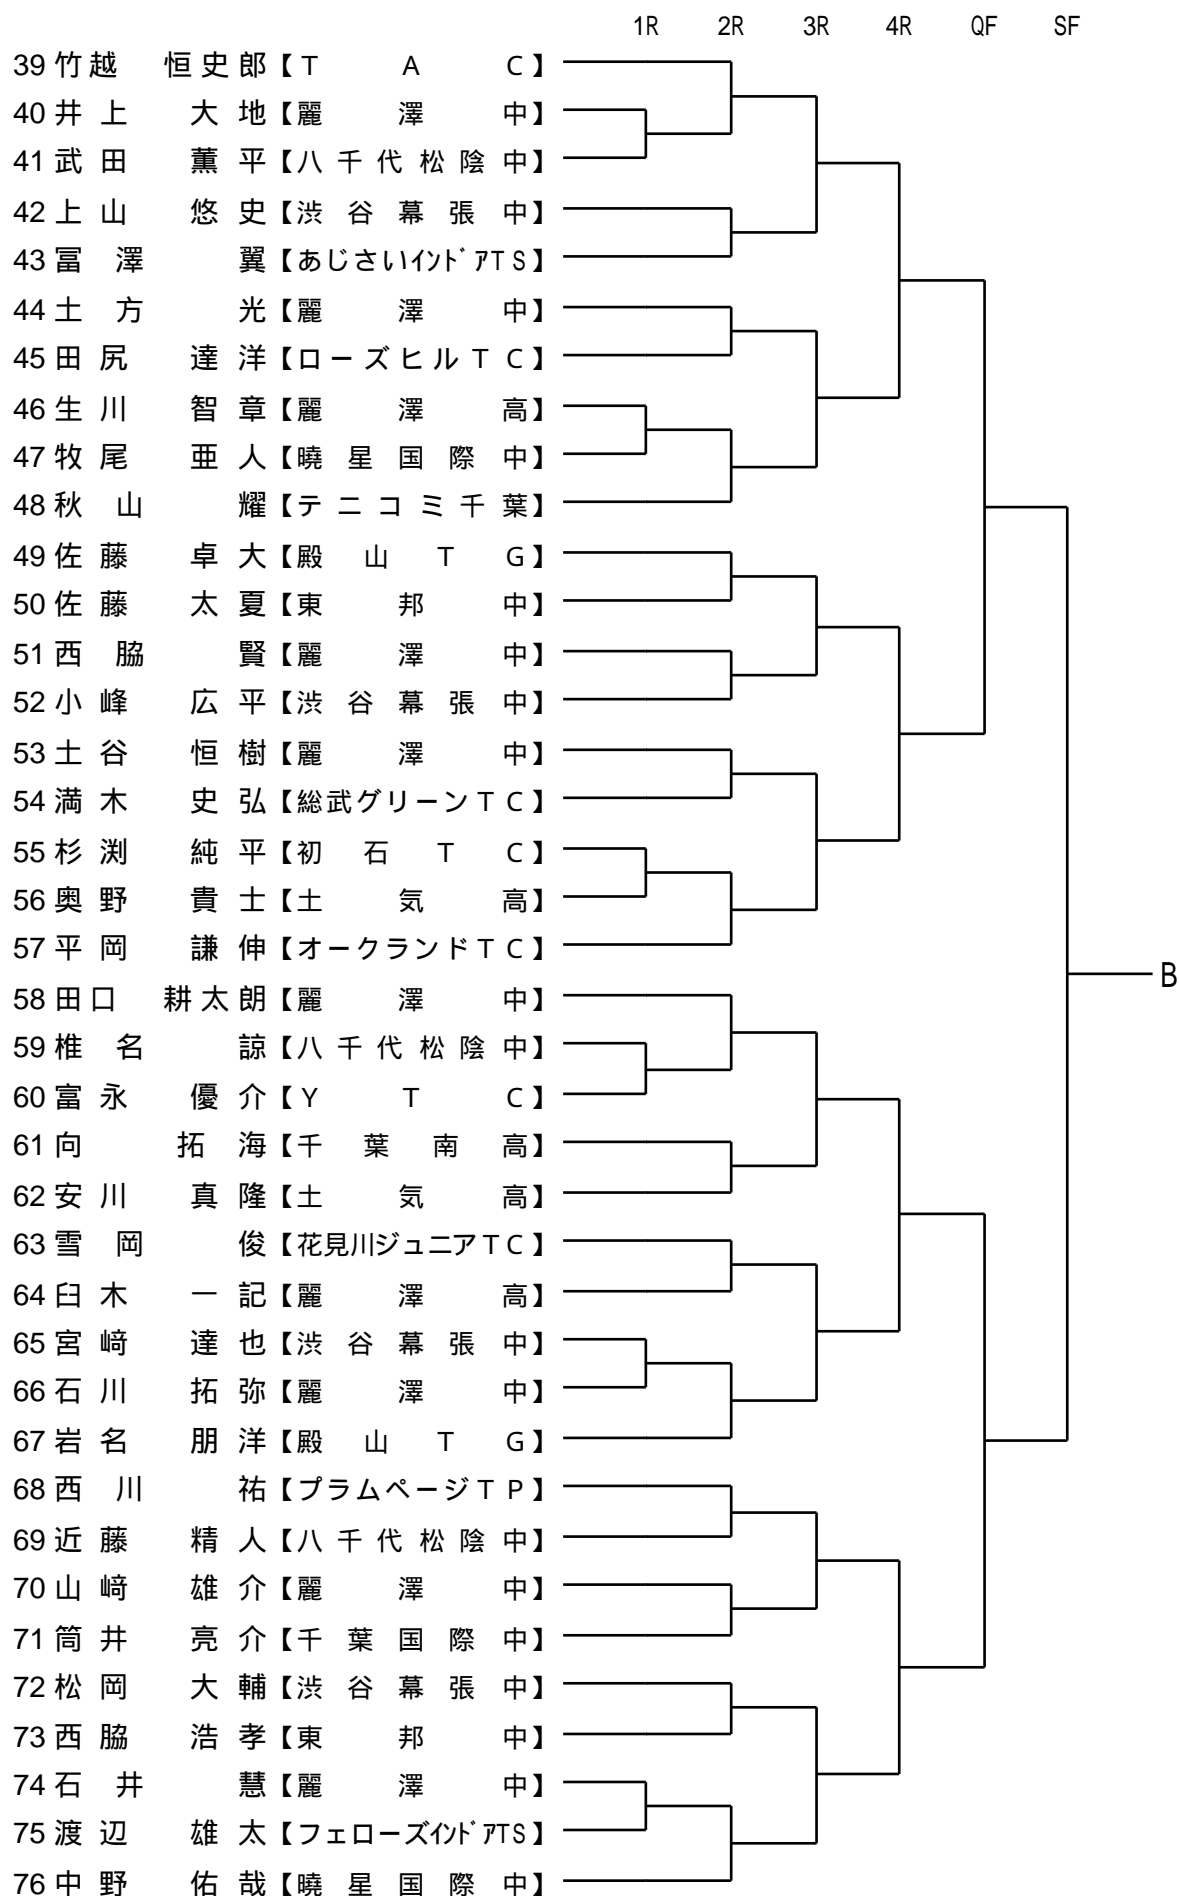 1R 2R 3R 4R QF SF
39 竹越 恒史郎【TAC】
40 井上 大地【麗澤中】
41 武田 薫平【八千代松陰中】
42 上山 悠史【渋谷幕張中】
43 冨澤 翼【あじさいインドアTS】
44 土方 光【麗澤中】
45 田尻 達洋【ローズヒルTC】
46 生川 智章【麗澤高】
47 牧尾 亜人【曉星国際中】
48 秋山 耀【テニコミ千葉】
49 佐藤 卓大【殿山TG】
50 佐藤 太夏【東邦中】
51 西脇 賢【麗澤中】
52 小峰 広平【渋谷幕張中】
53 土谷 恒樹【麗澤中】
54 満木 史弘【総武グリーンTC】
55 杉渕 純平【初石TC】
56 奥野 貴士【土気高】
57 平岡 謙伸【オークランドTC】
B
58 田口 耕太朗【麗澤中】
59 椎名 諒【八千代松陰中】
60 富永 優介【YTC】
61 向 拓海【千葉南高】
62 安川 真隆【土気高】
63 雪岡 俊【花見川ジュニアTC】
64 臼木 一記【麗澤高】
65 宮﨑 達也【渋谷幕張中】
66 石川 拓弥【麗澤中】
67 岩名 朋洋【殿山TG】
68 西川 祐【プラムページTP】
69 近藤 精人【八千代松陰中】
70 山﨑 雄介【麗澤中】
71 筒井 亮介【千葉国際中】
72 松岡 大輔【渋谷幕張中】
73 西脇 浩孝【東邦中】
74 石井 慧【麗澤中】
75 渡辺 雄太【フェローズインドアTS】
76 中野 佑哉【曉星国際中】